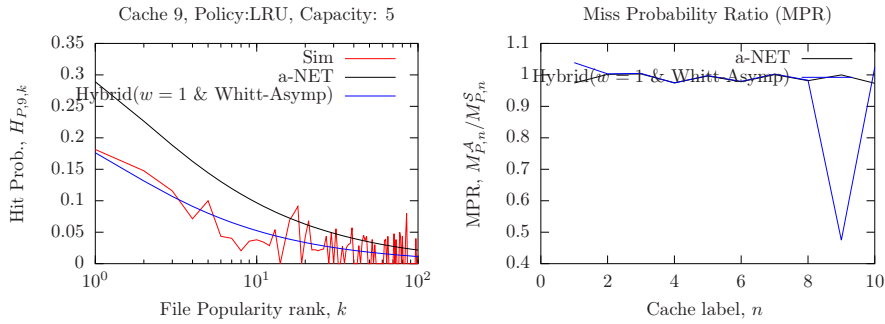 Cache 9, Policy:LRU, Capacity: 5
Hit Prob., H_{P,9,k}
0.35
0.3
0.25
0.2
0.15
0.1
0.05
0
Sim
a-NET
Hybrid(w = 1 & Whitt-Asymp)
10^0
10^1
10^2
File Popularity rank, k
Miss Probability Ratio (MPR)
MPR, M^A_{P,n}/M^S_{P,n}
1.1
1
0.9
0.8
0.7
0.6
0.5
0.4
a-NET
Hybrid(w = 1 & Whitt-Asymp)
0
2
4
6
8
10
Cache label, n